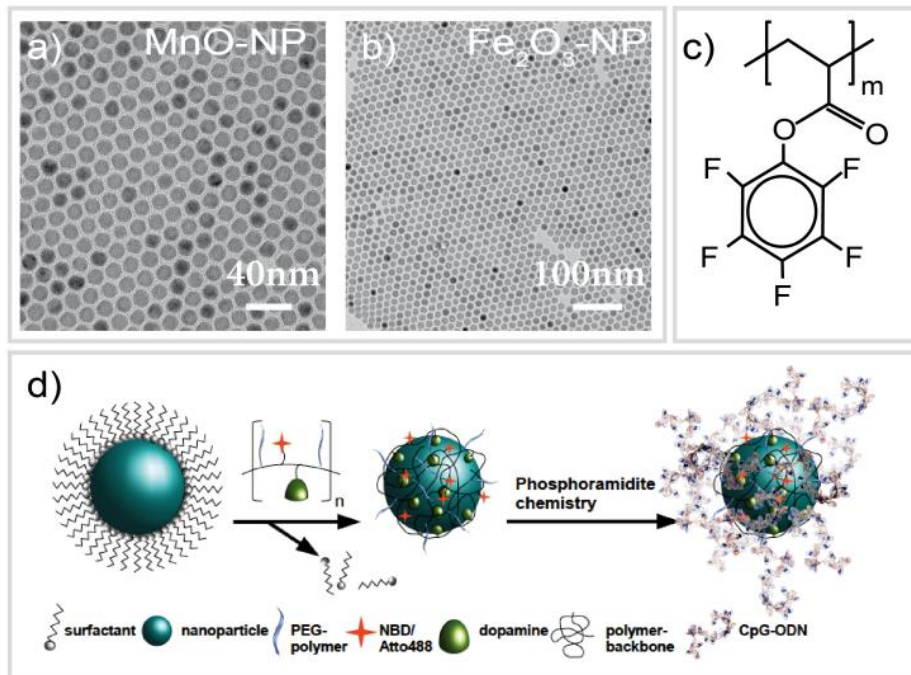 a) MnO-NP
40nm
b) Fe2O3-NP
100nm
c)
m
O
O
F
F
F
F
F
d)
n
Phosphoramidite
chemistry
surfactant
nanoparticle
PEG-
polymer
NBD/
Atto488
dopamine
polymer-
backbone
CpG-ODN